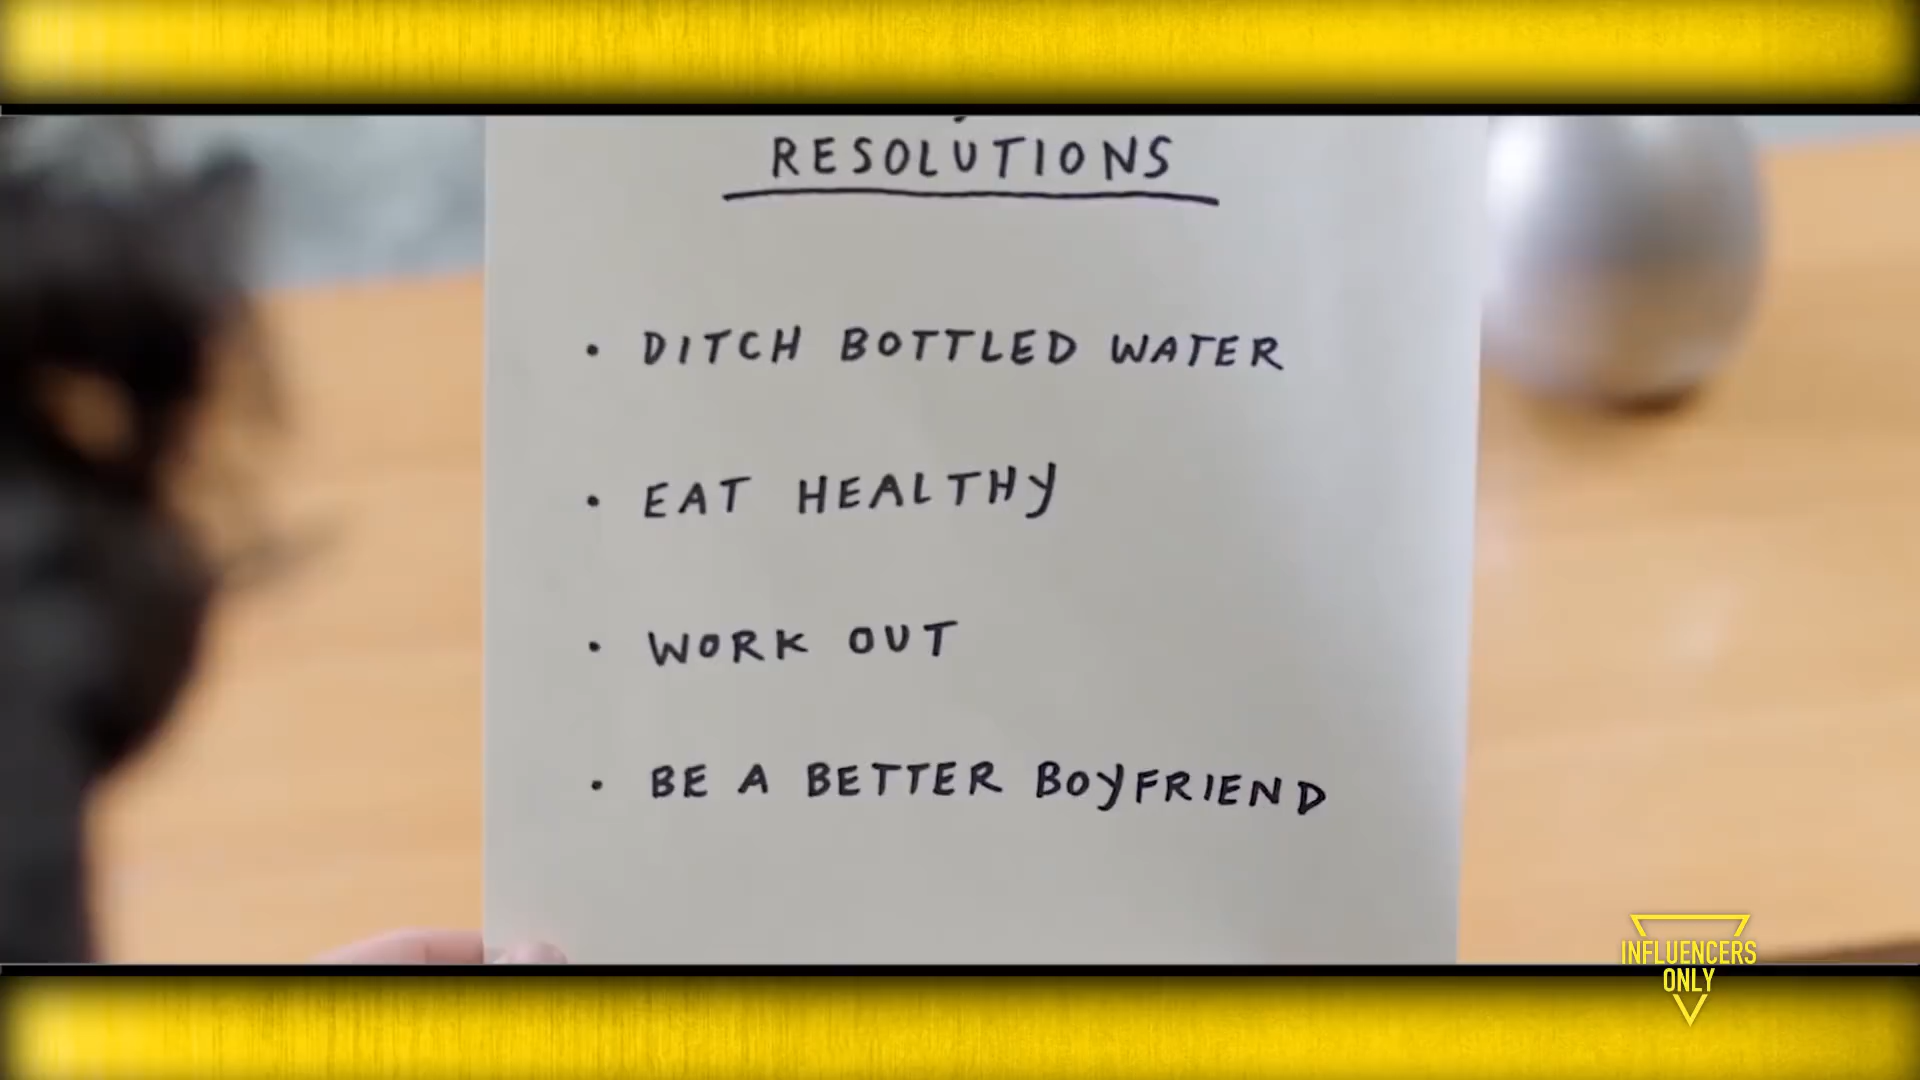 RESOLUTIONS
• DITCH BOTTLED WATER
• EAT HEALTHY
• WORK OUT
• BE A BETTER BOYFRIEND
INFLUENCERS
ONLY